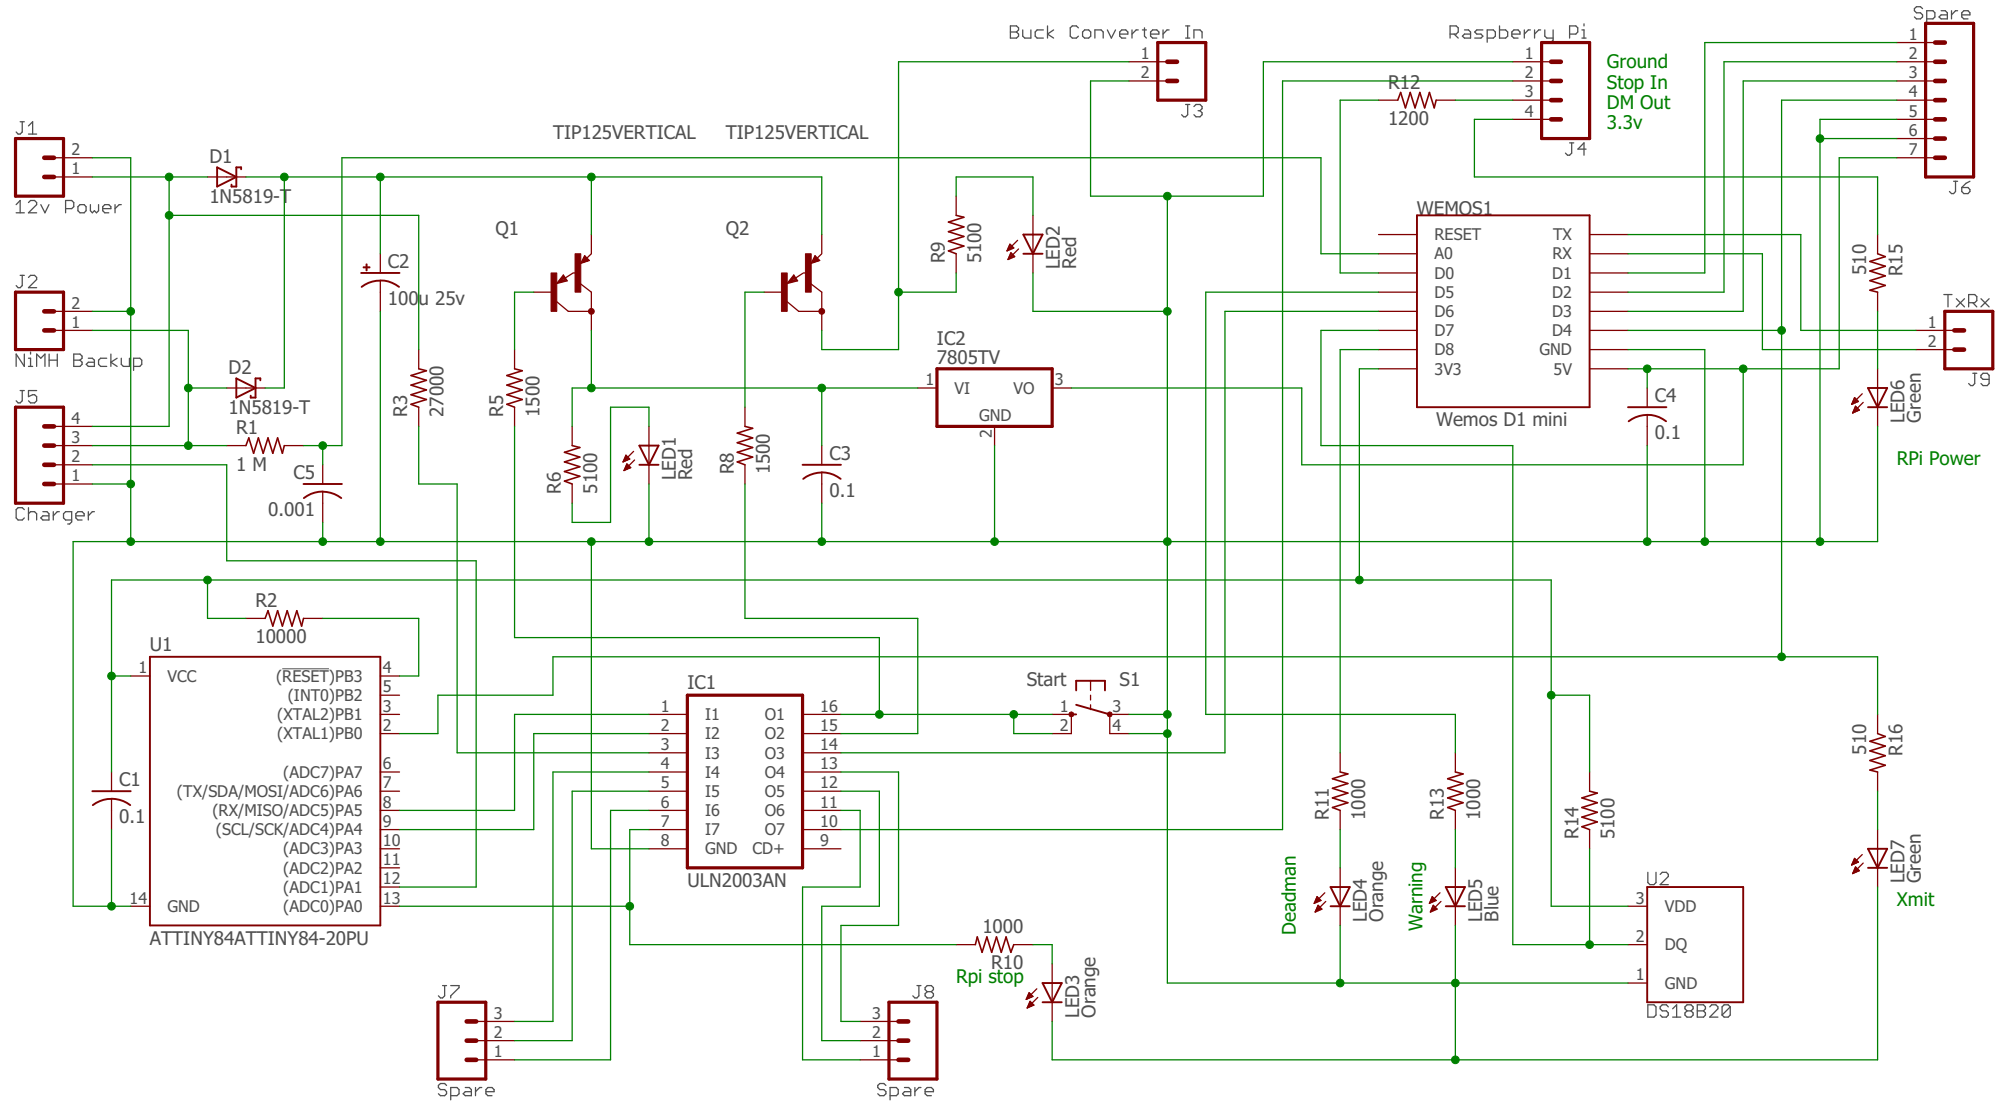 Buck Converter In
1
2
J3
Raspberry Pi
1
2
3
4
J4
Ground
Stop In
DM Out
3.3v
R12
1200
Spare
1
2
3
4
5
6
7
J6
J1
2
1
12v Power
D1
1N5819-T
TIP125VERTICAL
TIP125VERTICAL
Q1
Q2
C2
100u 25v
R9
5100
LED2
Red
WEMOS1
RESET
A0
D0
D5
D6
D7
D8
3V3
TX
RX
D1
D2
D3
D4
GND
5V
Wemos D1 mini
510
R15
TxRx
1
2
J9
LED6
Green
RPi Power
C4
0.1
J2
2
1
NiMH Backup
D2
1N5819-T
J5
4
3
2
1
Charger
R1
1 M
C5
0.001
R3
27000
R5
1500
R6
5100
LED1
Red
R8
1500
C3
0.1
IC2
7805TV
1
VI
VO
3
GND
2
R2
10000
U1
1
VCC
14
GND
(RESET)PB3
4
(INT0)PB2
5
(XTAL2)PB1
3
(XTAL1)PB0
2
(ADC7)PA7
6
(TX/SDA/MOSI/ADC6)PA6
7
(RX/MISO/ADC5)PA5
8
(SCL/SCK/ADC4)PA4
9
(ADC3)PA3
10
(ADC2)PA2
11
(ADC1)PA1
12
(ADC0)PA0
13
ATTINY84ATTINY84-20PU
C1
0.1
IC1
1
I1
O1
16
2
I2
O2
15
3
I3
O3
14
4
I4
O4
13
5
I5
O5
12
6
I6
O6
11
7
I7
O7
10
8
GND
CD+
9
ULN2003AN
Start
S1
1
2
3
4
R11
1000
R13
1000
R14
5100
510
R16
Deadman
LED4
Orange
Warning
LED5
Blue
LED7
Green
Xmit
U2
3
VDD
2
DQ
1
GND
DS18B20
1000
R10
Rpi stop
LED3
Orange
J7
3
2
1
Spare
J8
3
2
1
Spare